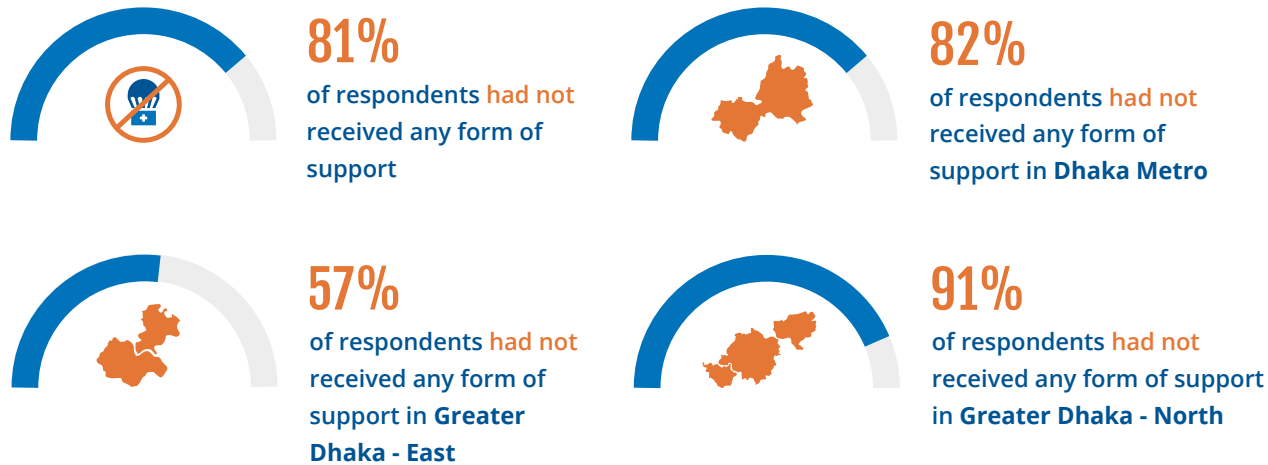 81%
of respondents had not
received any form of
support
82%
of respondents had not
received any form of
support in Dhaka Metro
57%
of respondents had not
received any form of
support in Greater
Dhaka - East
91%
of respondents had not
received any form of support
in Greater Dhaka - North